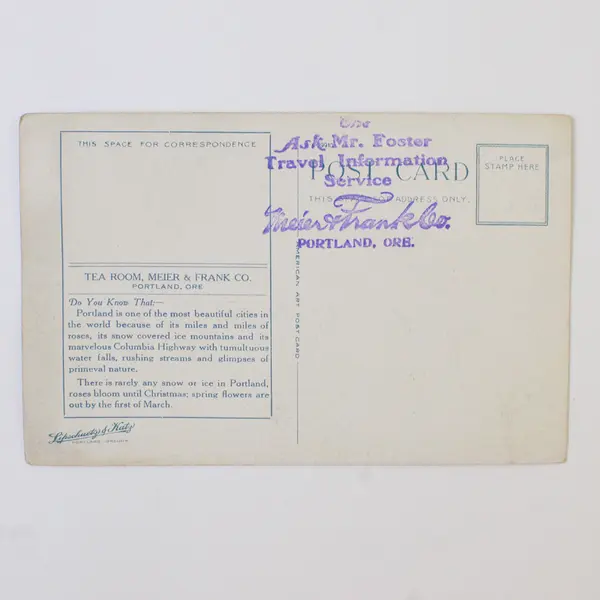 THIS SPACE FOR CORRESPONDENCE
The
Ask Mr. Foster
Travel Information
Service
Meier & Frank Co.
PORTLAND, ORE.
POST CARD
THIS SPACE FOR ADDRESS ONLY.
PLACE
STAMP HERE
TEA ROOM, MEIER & FRANK CO.
PORTLAND, ORE
Do You Know That:—
Portland is one of the most beautiful cities in
the world because of its miles and miles of
roses, its snow covered ice mountains and its
marvelous Columbia Highway with tumultuous
water falls, rushing streams and glimpses of
primeval nature.
There is rarely any snow or ice in Portland,
roses bloom until Christmas; spring flowers are
out by the first of March.
Lipschuetz & Katz
PORTLAND OREGON
AMERICAN ART POST CARD